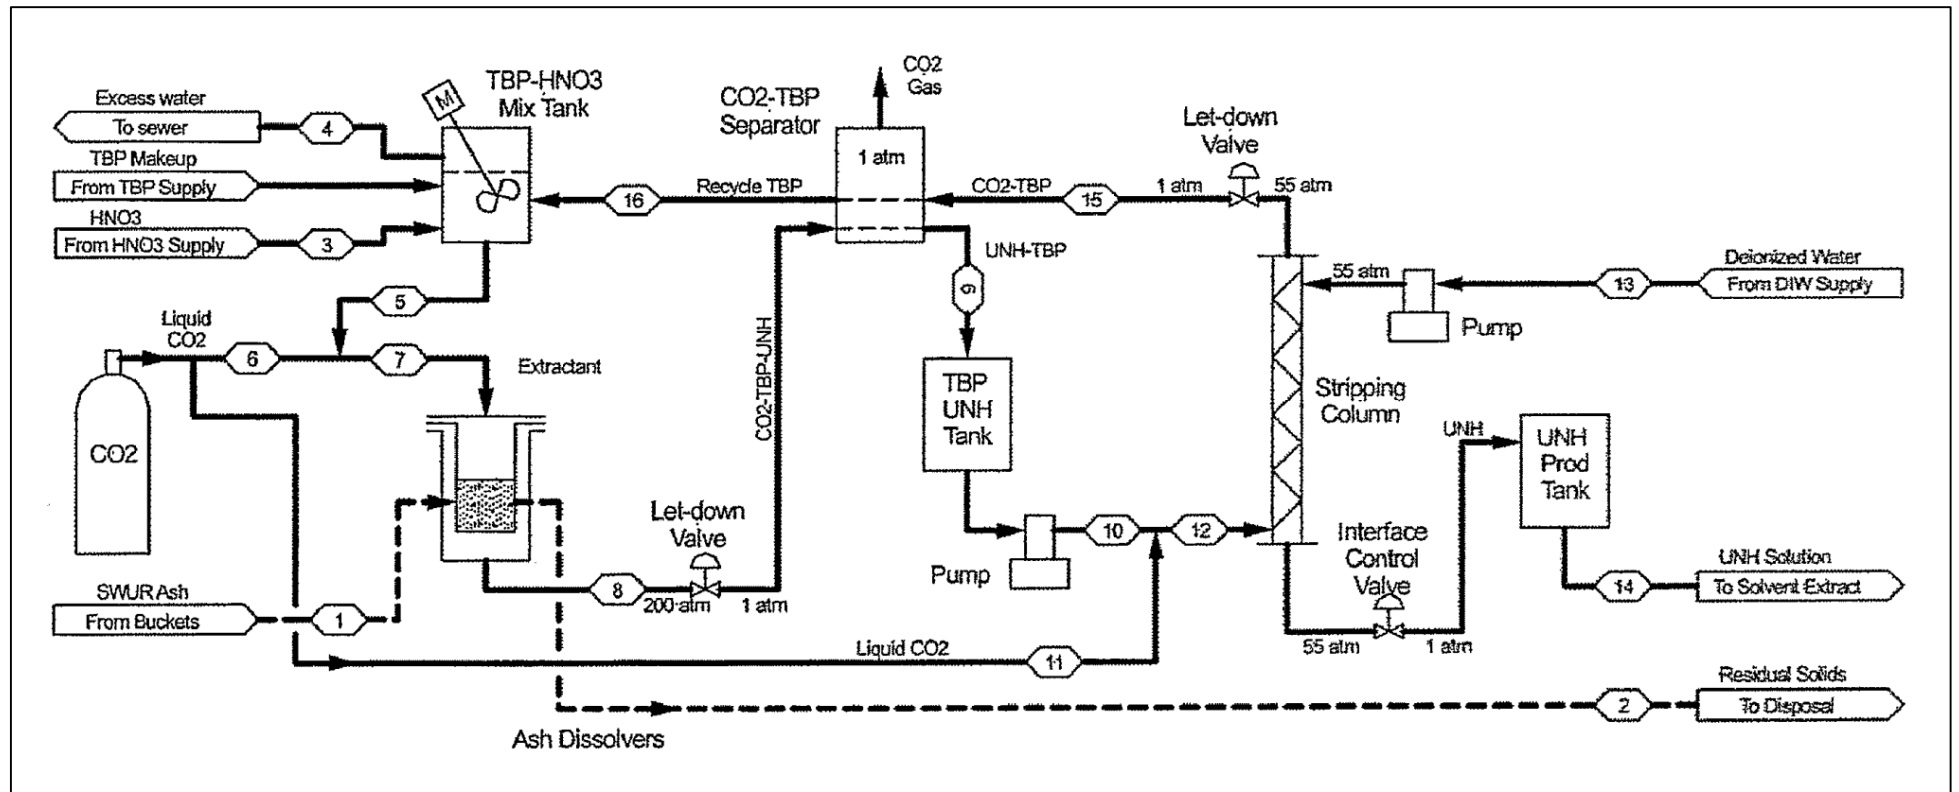 TBP-HNO3
Mix Tank
M
Excess water
To sewer
4
TBP Makeup
From TBP Supply
HNO3
From HNO3 Supply
3
CO2
Gas
CO2-TBP
Separator
1 atm
Let-down
Valve
Recycle TBP
16
CO2-TBP
15
1 atm
55 atm
UNH-TBP
9
Deionized Water
From DIW Supply
13
55 atm
Pump
5
Liquid
CO2
6
7
Extractant
CO2
CO2-TBP-UNH
TBP
UNH
Tank
Stripping
Column
UNH
UNH
Prod
Tank
Let-down
Valve
8
200 atm
1 atm
Pump
10
12
Interface
Control
Valve
55 atm
1 atm
UNH Solution
To Solvent Extract
14
SWUR Ash
From Buckets
1
Liquid CO2
11
Residual Solids
To Disposal
2
Ash Dissolvers